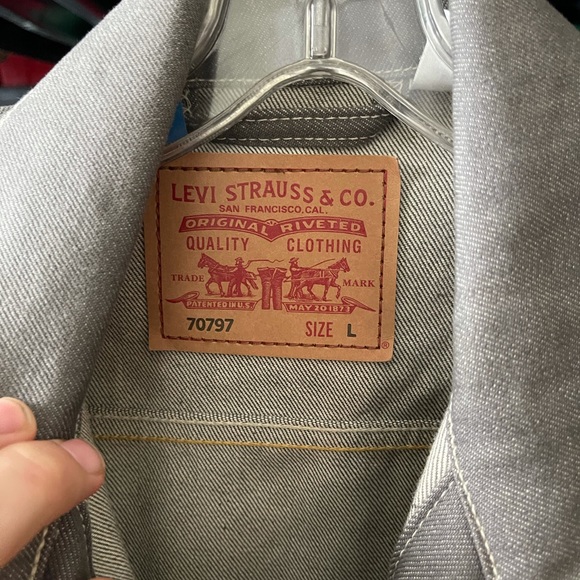 LEVI STRAUSS & CO.
SAN FRANCISCO, CAL.
ORIGINAL RIVETED
QUALITY CLOTHING
TRADE MARK
PATENTED IN U.S. MAY 20 1873
70797 SIZE L
®